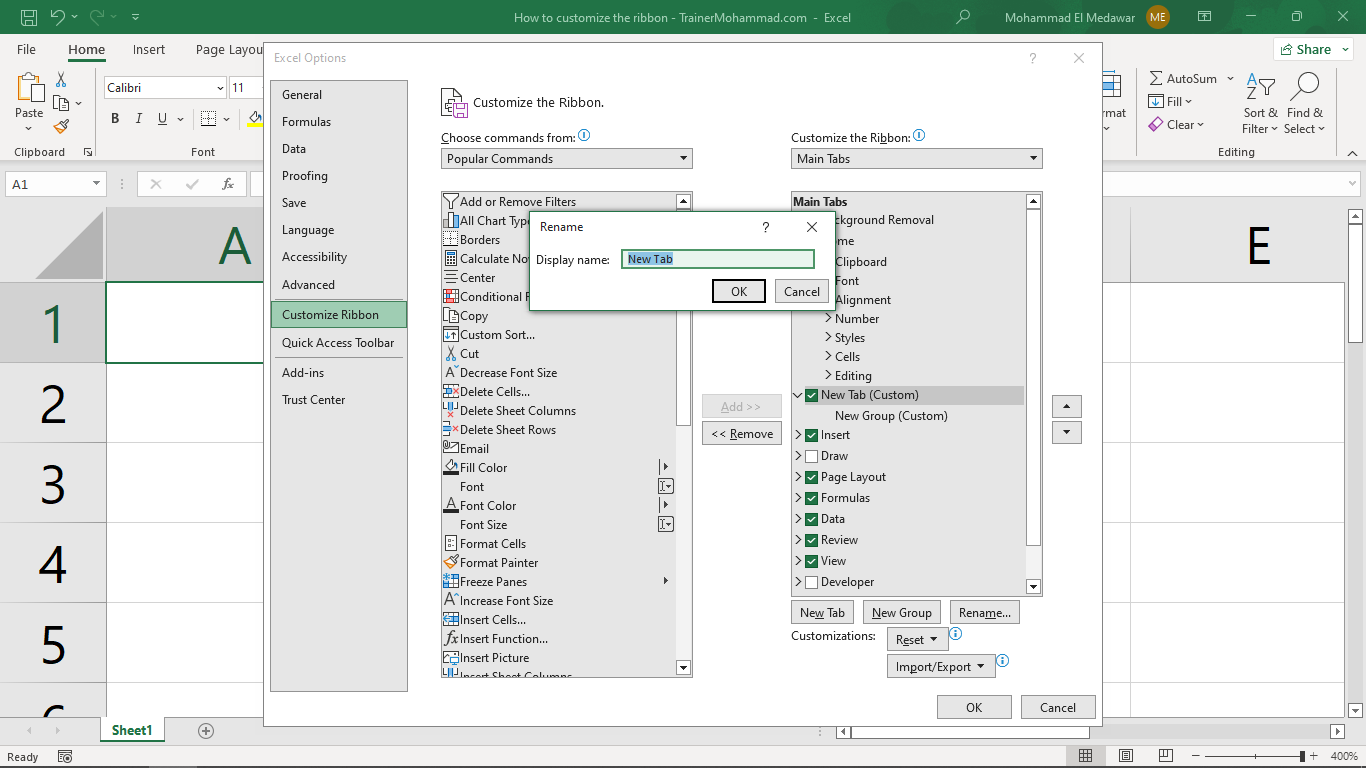 How to customize the ribbon - TrainerMohammad.com - Excel
Mohammad El Medawar
ME
File
Home
Insert
Page Layou
Share
Paste
Clipboard
Calibri
11
B I U
Font
AutoSum
Fill
Clear
Sort & Filter
Find & Select
Editing
A1
fx
A
E
1
2
3
4
5
Excel Options
?
General
Formulas
Data
Proofing
Save
Language
Accessibility
Advanced
Customize Ribbon
Quick Access Toolbar
Add-ins
Trust Center
Customize the Ribbon.
Choose commands from:
Popular Commands
Add or Remove Filters
All Chart Type
Borders
Calculate No
Center
Conditional F
Copy
Custom Sort...
Cut
Decrease Font Size
Delete Cells...
Delete Sheet Columns
Delete Sheet Rows
Email
Fill Color
Font
Font Color
Font Size
Format Cells
Format Painter
Freeze Panes
Increase Font Size
Insert Cells...
Insert Function...
Insert Picture
Insert Sheet Columns
Add >>
<< Remove
Customize the Ribbon:
Main Tabs
Main Tabs
ckground Removal
me
Clipboard
Font
Alignment
Number
Styles
Cells
Editing
New Tab (Custom)
New Group (Custom)
Insert
Draw
Page Layout
Formulas
Data
Review
View
Developer
New Tab
New Group
Rename...
Customizations:
Reset
Import/Export
OK
Cancel
Rename
?
Display name:
New Tab
OK
Cancel
Sheet1
Ready
400%